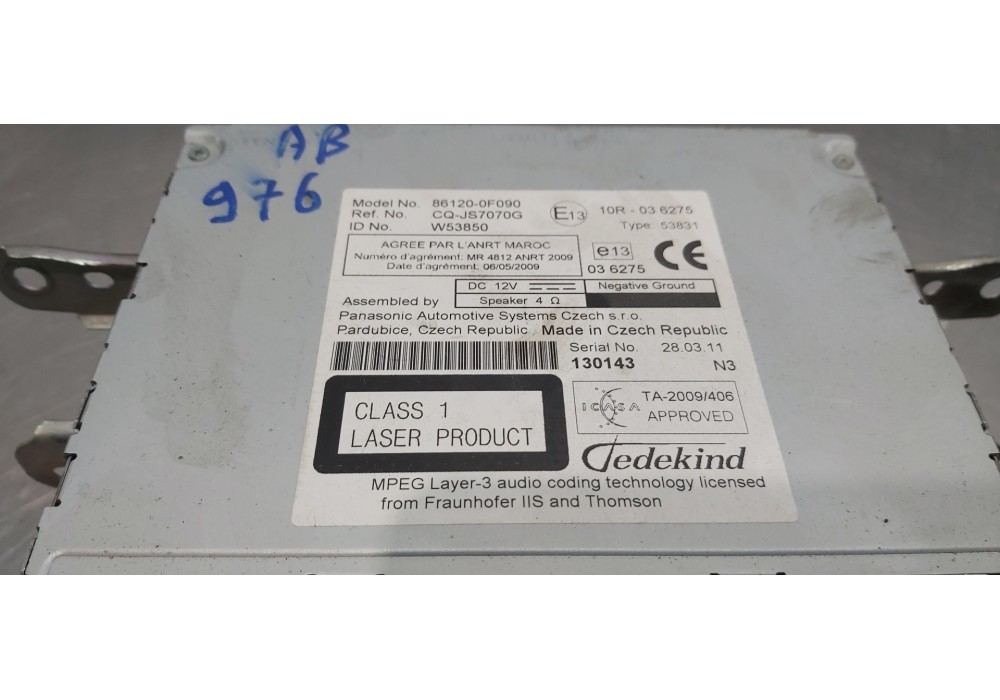 AB
976
Model No. 86120-0F090
Ref. No. CQ-JS7070G
ID No. W53850
E13 10R - 03 6275
Type: 53831
AGREE PAR L'ANRT MAROC
Numéro d'agrément: MR 4812 ANRT 2009
Date d'agrément: 06/05/2009
e13
03 6275
CE
DC 12V Negative Ground
Speaker 4 Ω
Assembled by
Panasonic Automotive Systems Czech s.r.o.
Pardubice, Czech Republic Made in Czech Republic
Serial No. 28.03.11
130143 N3
CLASS 1
LASER PRODUCT
ICASA TA-2009/406
APPROVED
Tedekind
MPEG Layer-3 audio coding technology licensed
from Fraunhofer IIS and Thomson